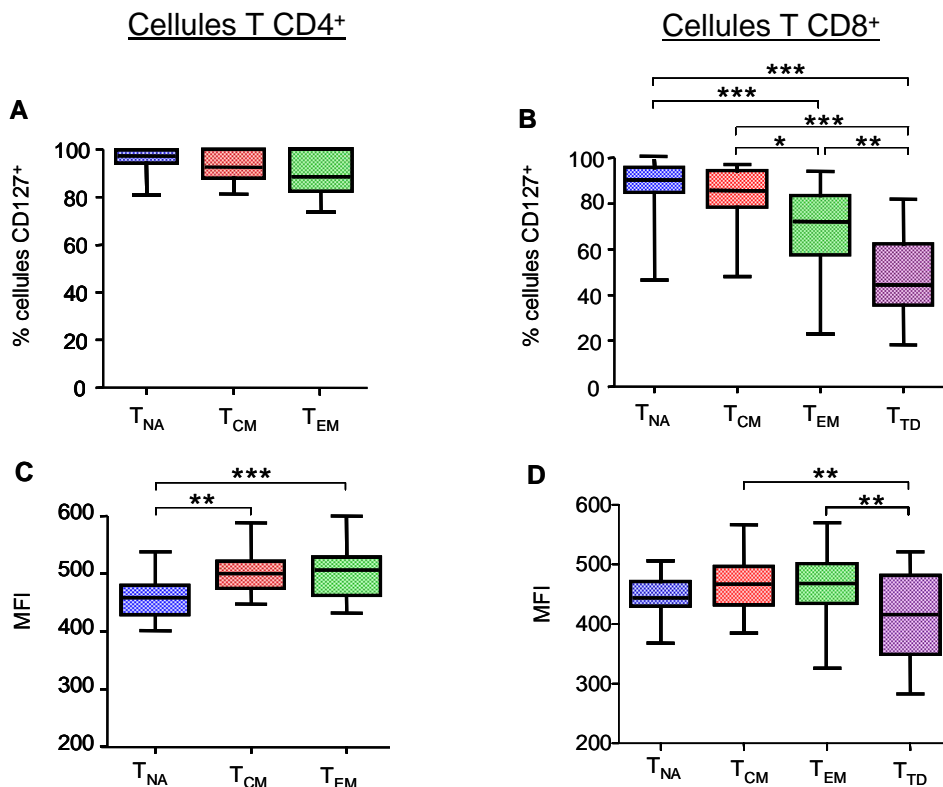 Cellules T CD4+
Cellules T CD8+
A
% cellules CD127+
100
80
60
40
20
0
TNA
TCM
TEM
B
***
***
***
*
**
% cellules CD127+
100
80
60
40
20
0
TNA
TCM
TEM
TTD
C
***
**
MFI
600
500
400
300
200
TNA
TCM
TEM
D
**
**
MFI
600
500
400
300
200
TNA
TCM
TEM
TTD